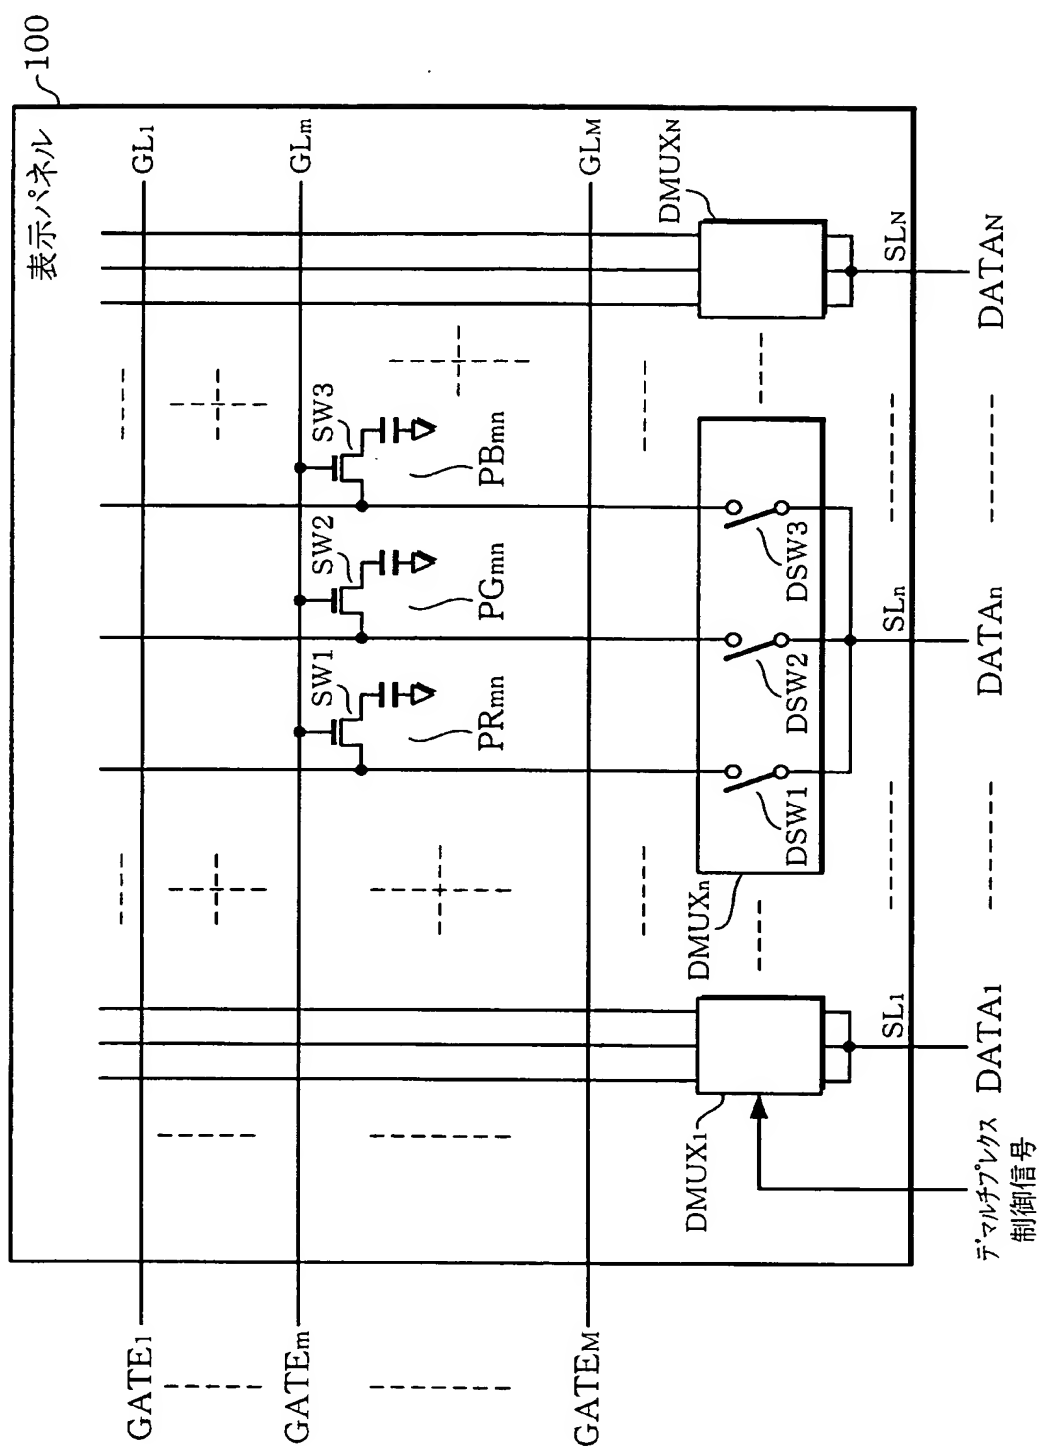 100
表示パネル
GL1
GLm
GLM
SW1
SW2
SW3
PRmn
PGmn
PBmn
DMUX1
DMUXn
DMUXN
DSW1
DSW2
DSW3
SL1
SLn
SLN
GATE1
GATEm
GATEM
デマルチプレクス
制御信号
DATA1
DATAn
DATAN